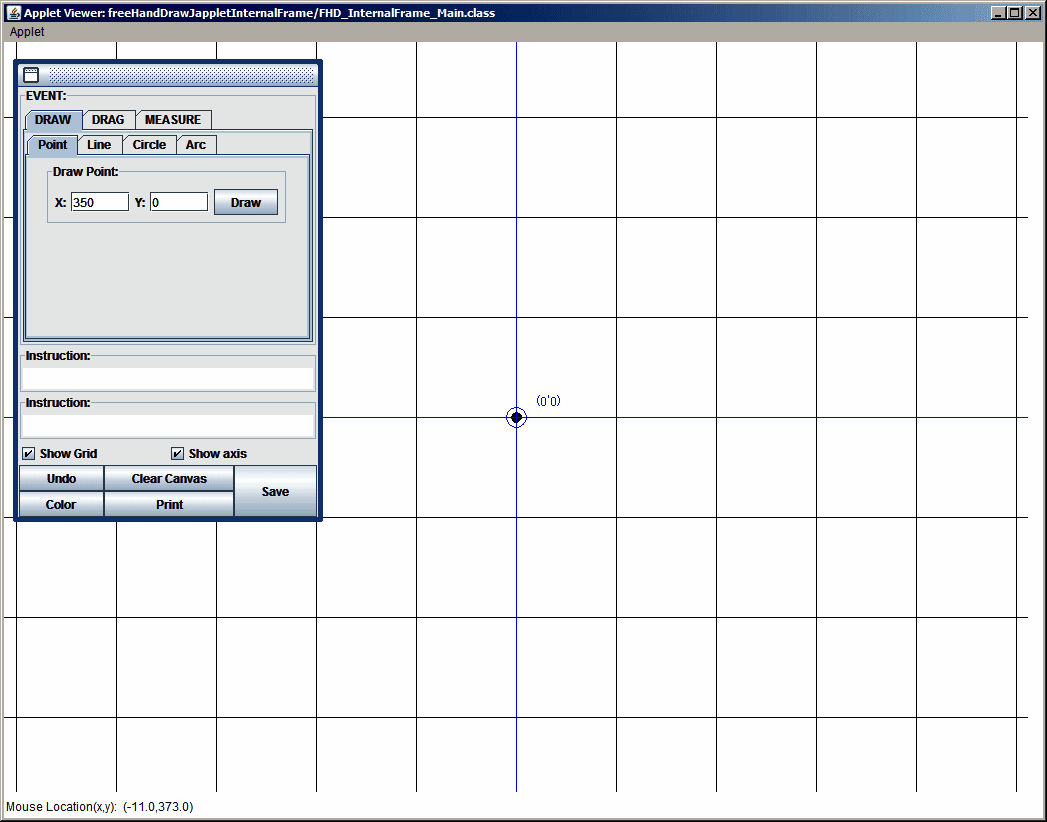 Applet Viewer: freeHandDrawJappletInternalFrame/FHD_InternalFrame_Main.class
Applet
EVENT:
DRAW DRAG MEASURE
Point Line Circle Arc
Draw Point:
X: 350 Y: 0 Draw
(0'0)
Instruction:
Instruction:
Show Grid Show axis
Undo Clear Canvas Save
Color Print
Mouse Location(x,y): (-11.0,373.0)